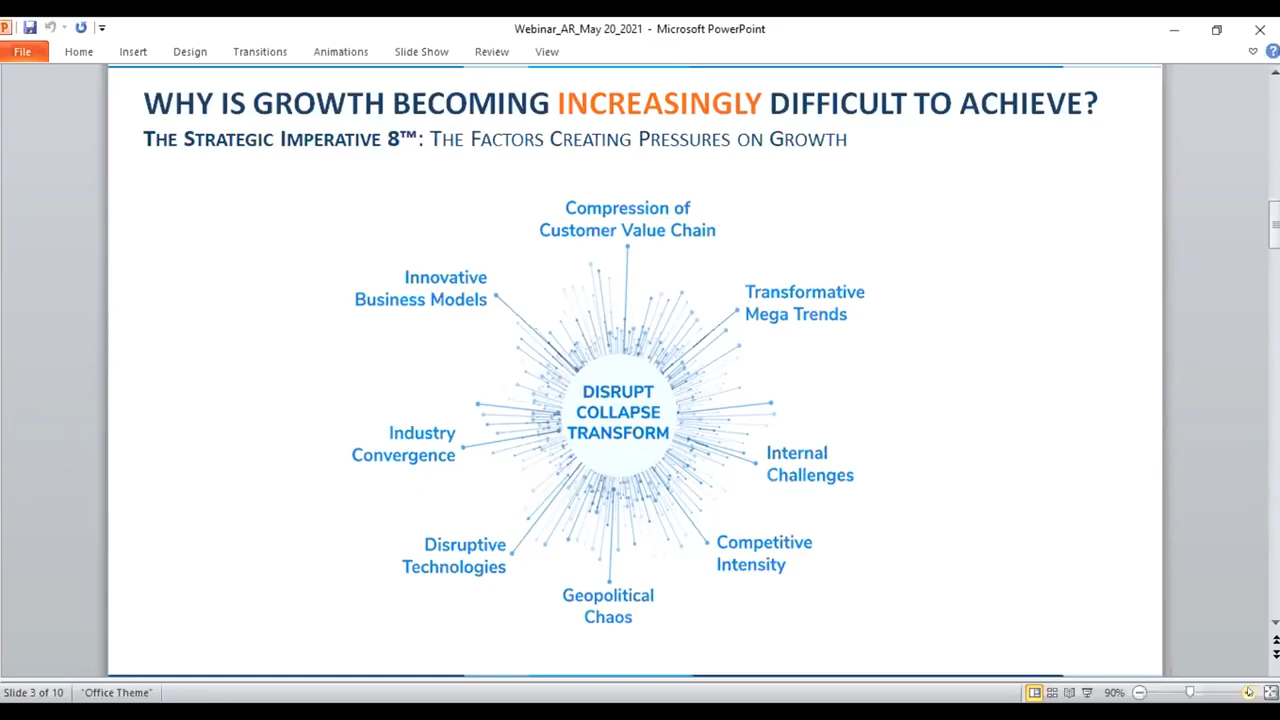 Webinar_AR_May 20_2021 - Microsoft PowerPoint
File Home Insert Design Transitions Animations Slide Show Review View
WHY IS GROWTH BECOMING INCREASINGLY DIFFICULT TO ACHIEVE?
THE STRATEGIC IMPERATIVE 8™: THE FACTORS CREATING PRESSURES ON GROWTH
Compression of
Customer Value Chain
Innovative
Business Models
Transformative
Mega Trends
DISRUPT
COLLAPSE
TRANSFORM
Industry
Convergence
Internal
Challenges
Disruptive
Technologies
Competitive
Intensity
Geopolitical
Chaos
Slide 3 of 10 "Office Theme" 90%